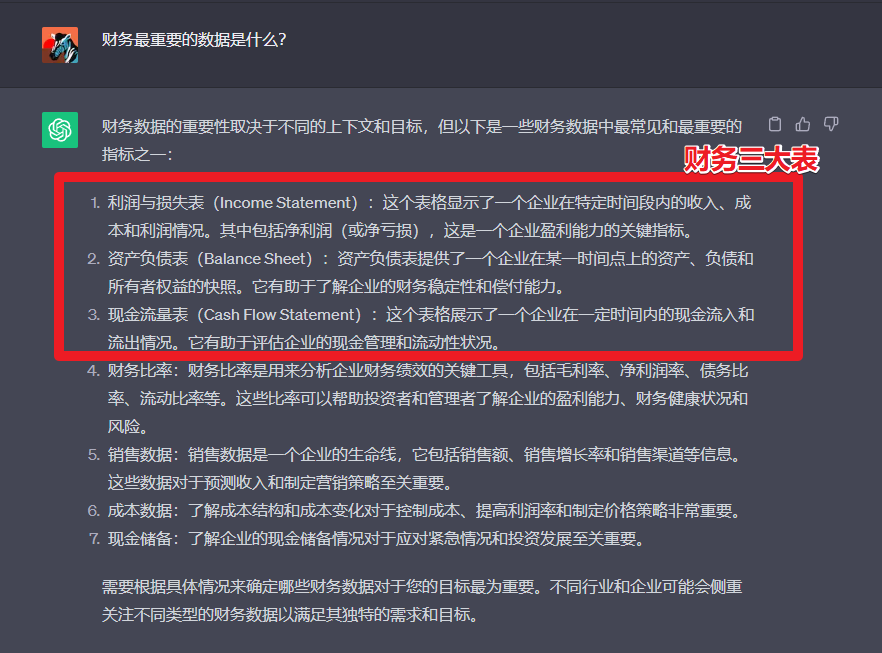 财务最重要的数据是什么?
财务数据的重要性取决于不同的上下文和目标，但以下是一些财务数据中最常见和最重要的
指标之一：
财务三大表
1. 利润与损失表（Income Statement）：这个表格显示了一个企业在特定时间段内的收入、成
本和利润情况。其中包括净利润（或净亏损），这是一个企业盈利能力的关键指标。
2. 资产负债表（Balance Sheet）：资产负债表提供了一个企业在某一时间点上的资产、负债和
所有者权益的快照。它有助于了解企业的财务稳定性和偿付能力。
3. 现金流量表（Cash Flow Statement）：这个表格展示了一个企业在一定时间内的现金流入和
流出情况。它有助于评估企业的现金管理和流动性状况。
4. 财务比率：财务比率是用来分析企业财务绩效的关键工具，包括毛利率、净利润率、债务比
率、流动比率等。这些比率可以帮助投资者和管理者了解企业的盈利能力、财务健康状况和
风险。
5. 销售数据：销售数据是一个企业的生命线，它包括销售额、销售增长率和销售渠道等信息。
这些数据对于预测收入和制定营销策略至关重要。
6. 成本数据：了解成本结构和成本变化对于控制成本、提高利润率和制定价格策略非常重要。
7. 现金储备：了解企业的现金储备情况对于应对紧急情况和投资发展至关重要。
需要根据具体情况来确定哪些财务数据对于您的目标最为重要。不同行业和企业可能会侧重
关注不同类型的财务数据以满足其独特的需求和目标。